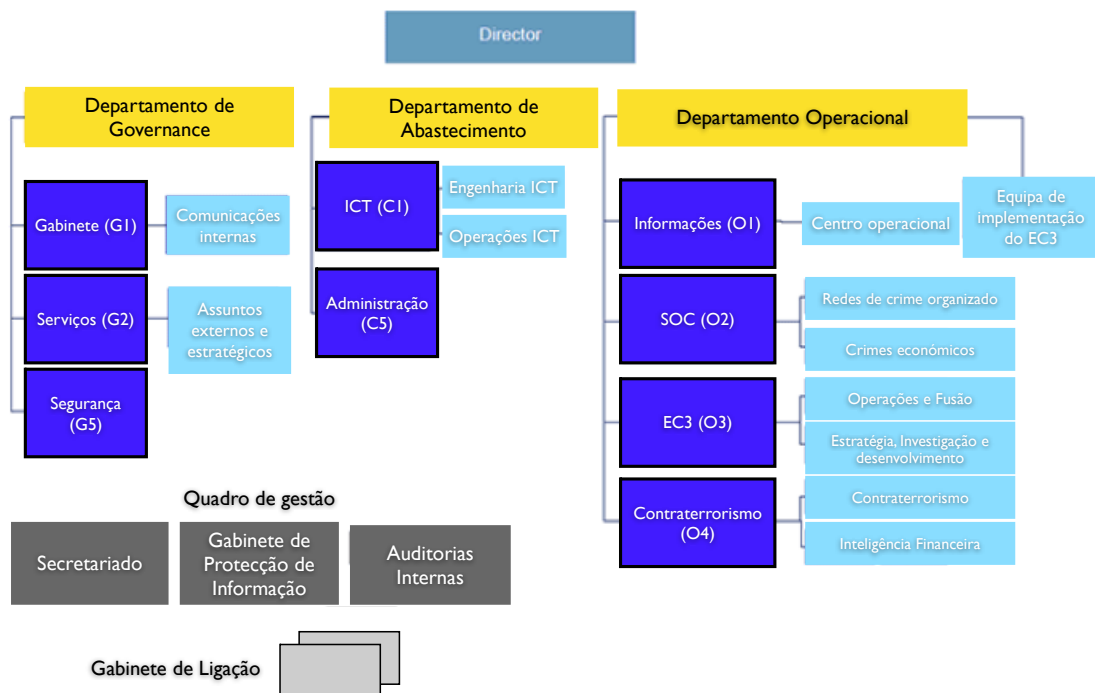 Director
Departamento de
Governance
Gabinete (G1)
Comunicações
internas
Serviços (G2)
Assuntos
externos e
estratégicos
Segurança
(G5)
Departamento de
Abastecimento
ICT (C1)
Engenharia ICT
Operações ICT
Administração
(C5)
Departamento Operacional
Informações (O1)
Centro operacional
Equipa de
implementação
do EC3
SOC (O2)
Redes de crime organizado
Crimes económicos
EC3 (O3)
Operações e Fusão
Estratégia, Investigação e
desenvolvimento
Contraterrorismo
(O4)
Contraterrorismo
Inteligência Financeira
Quadro de gestão
Secretariado
Gabinete de
Protecção de
Informação
Auditorias
Internas
Gabinete de Ligação